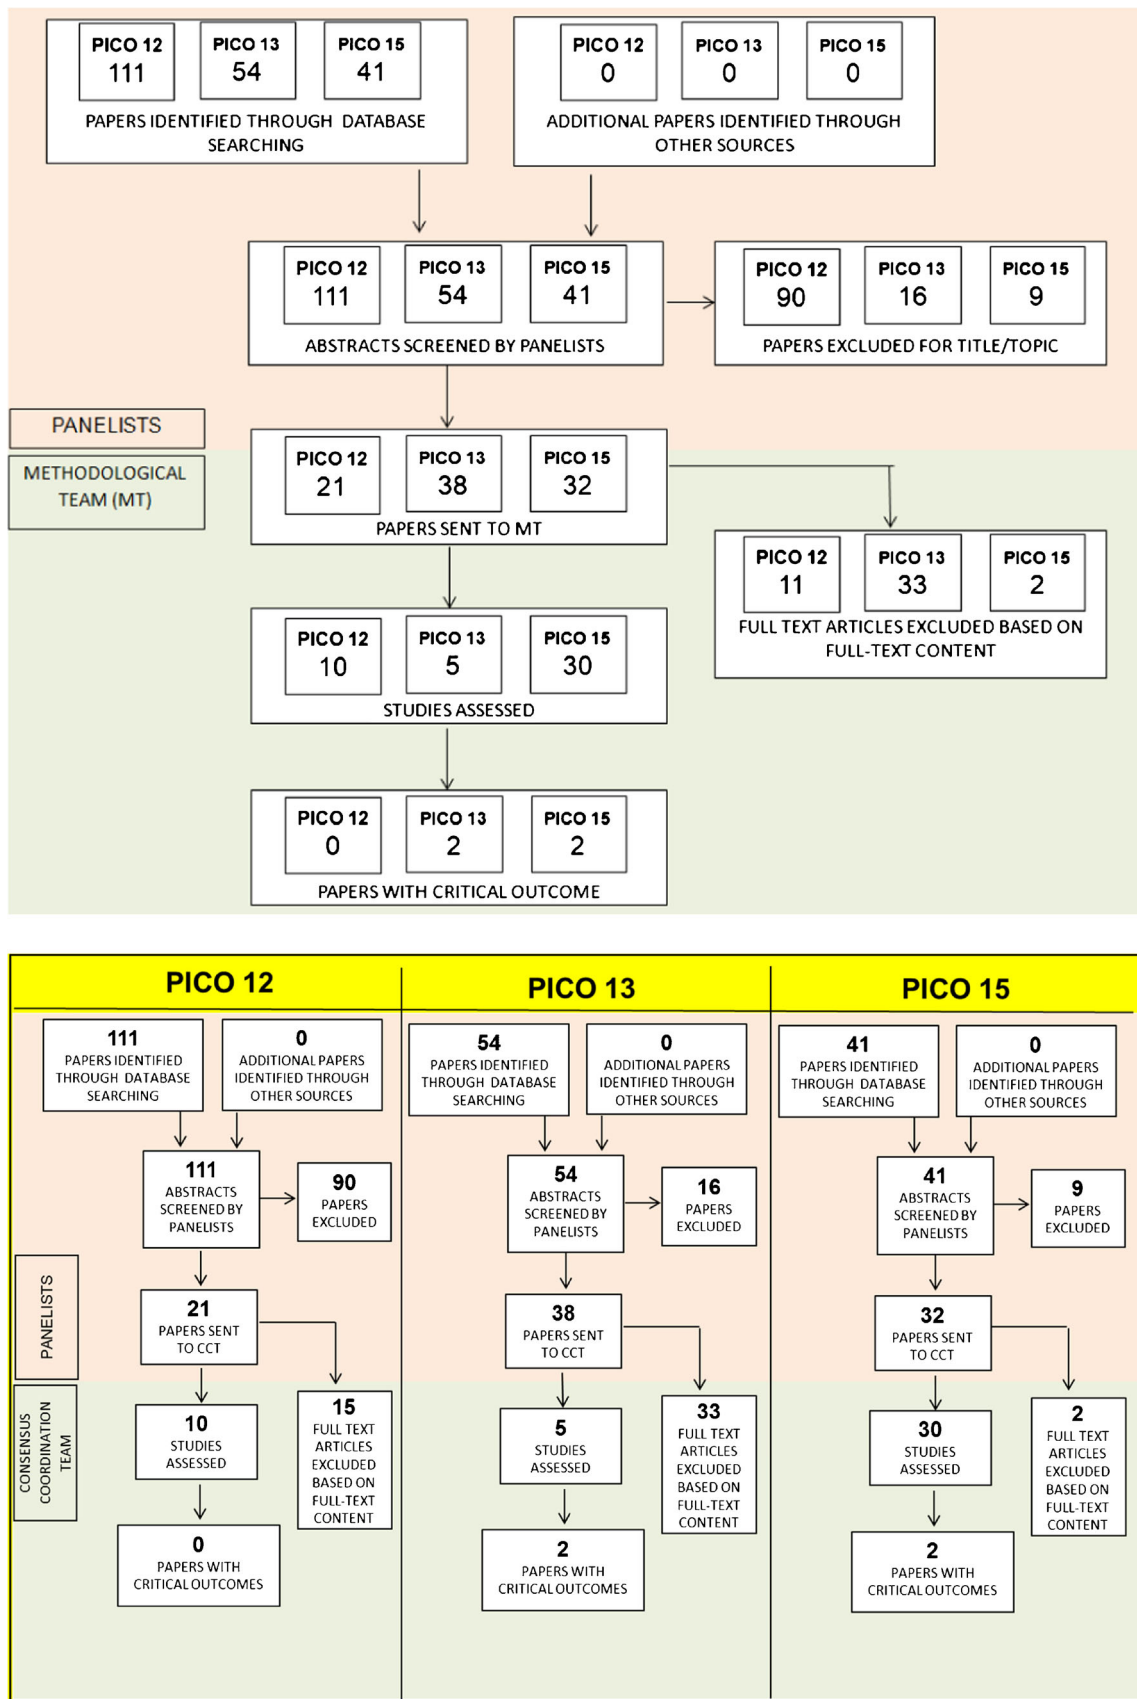 PICO 12
111
PICO 13
54
PICO 15
41
PAPERS IDENTIFIED THROUGH DATABASE
SEARCHING
PICO 12
0
PICO 13
0
PICO 15
0
ADDITIONAL PAPERS IDENTIFIED THROUGH
OTHER SOURCES
PICO 12
111
PICO 13
54
PICO 15
41
ABSTRACTS SCREENED BY PANELISTS
PICO 12
90
PICO 13
16
PICO 15
9
PAPERS EXCLUDED FOR TITLE/TOPIC
PANELISTS
METHODOLOGICAL
TEAM (MT)
PICO 12
21
PICO 13
38
PICO 15
32
PAPERS SENT TO MT
PICO 12
11
PICO 13
33
PICO 15
2
FULL TEXT ARTICLES EXCLUDED BASED ON
FULL-TEXT CONTENT
PICO 12
10
PICO 13
5
PICO 15
30
STUDIES ASSESSED
PICO 12
0
PICO 13
2
PICO 15
2
PAPERS WITH CRITICAL OUTCOME
PICO 12
111
PAPERS IDENTIFIED
THROUGH DATABASE
SEARCHING
0
ADDITIONAL PAPERS
IDENTIFIED THROUGH
OTHER SOURCES
111
ABSTRACTS
SCREENED BY
PANELISTS
90
PAPERS
EXCLUDED
21
PAPERS SENT
TO CCT
15
FULL TEXT
ARTICLES
EXCLUDED
BASED ON
FULL-TEXT
CONTENT
10
STUDIES
ASSESSED
0
PAPERS WITH
CRITICAL OUTCOMES
PANELISTS
CONSENSUS
COORDINATION
TEAM
PICO 13
54
PAPERS IDENTIFIED
THROUGH DATABASE
SEARCHING
0
ADDITIONAL PAPERS
IDENTIFIED THROUGH
OTHER SOURCES
54
ABSTRACTS
SCREENED BY
PANELISTS
16
PAPERS
EXCLUDED
38
PAPERS SENT
TO CCT
33
FULL TEXT
ARTICLES
EXCLUDED
BASED ON
FULL-TEXT
CONTENT
5
STUDIES
ASSESSED
2
PAPERS WITH
CRITICAL OUTCOMES
PICO 15
41
PAPERS IDENTIFIED
THROUGH DATABASE
SEARCHING
0
ADDITIONAL PAPERS
IDENTIFIED THROUGH
OTHER SOURCES
41
ABSTRACTS
SCREENED BY
PANELISTS
9
PAPERS
EXCLUDED
32
PAPERS SENT
TO CCT
2
FULL TEXT
ARTICLES
EXCLUDED
BASED ON
FULL-TEXT
CONTENT
30
STUDIES
ASSESSED
2
PAPERS WITH
CRITICAL OUTCOMES